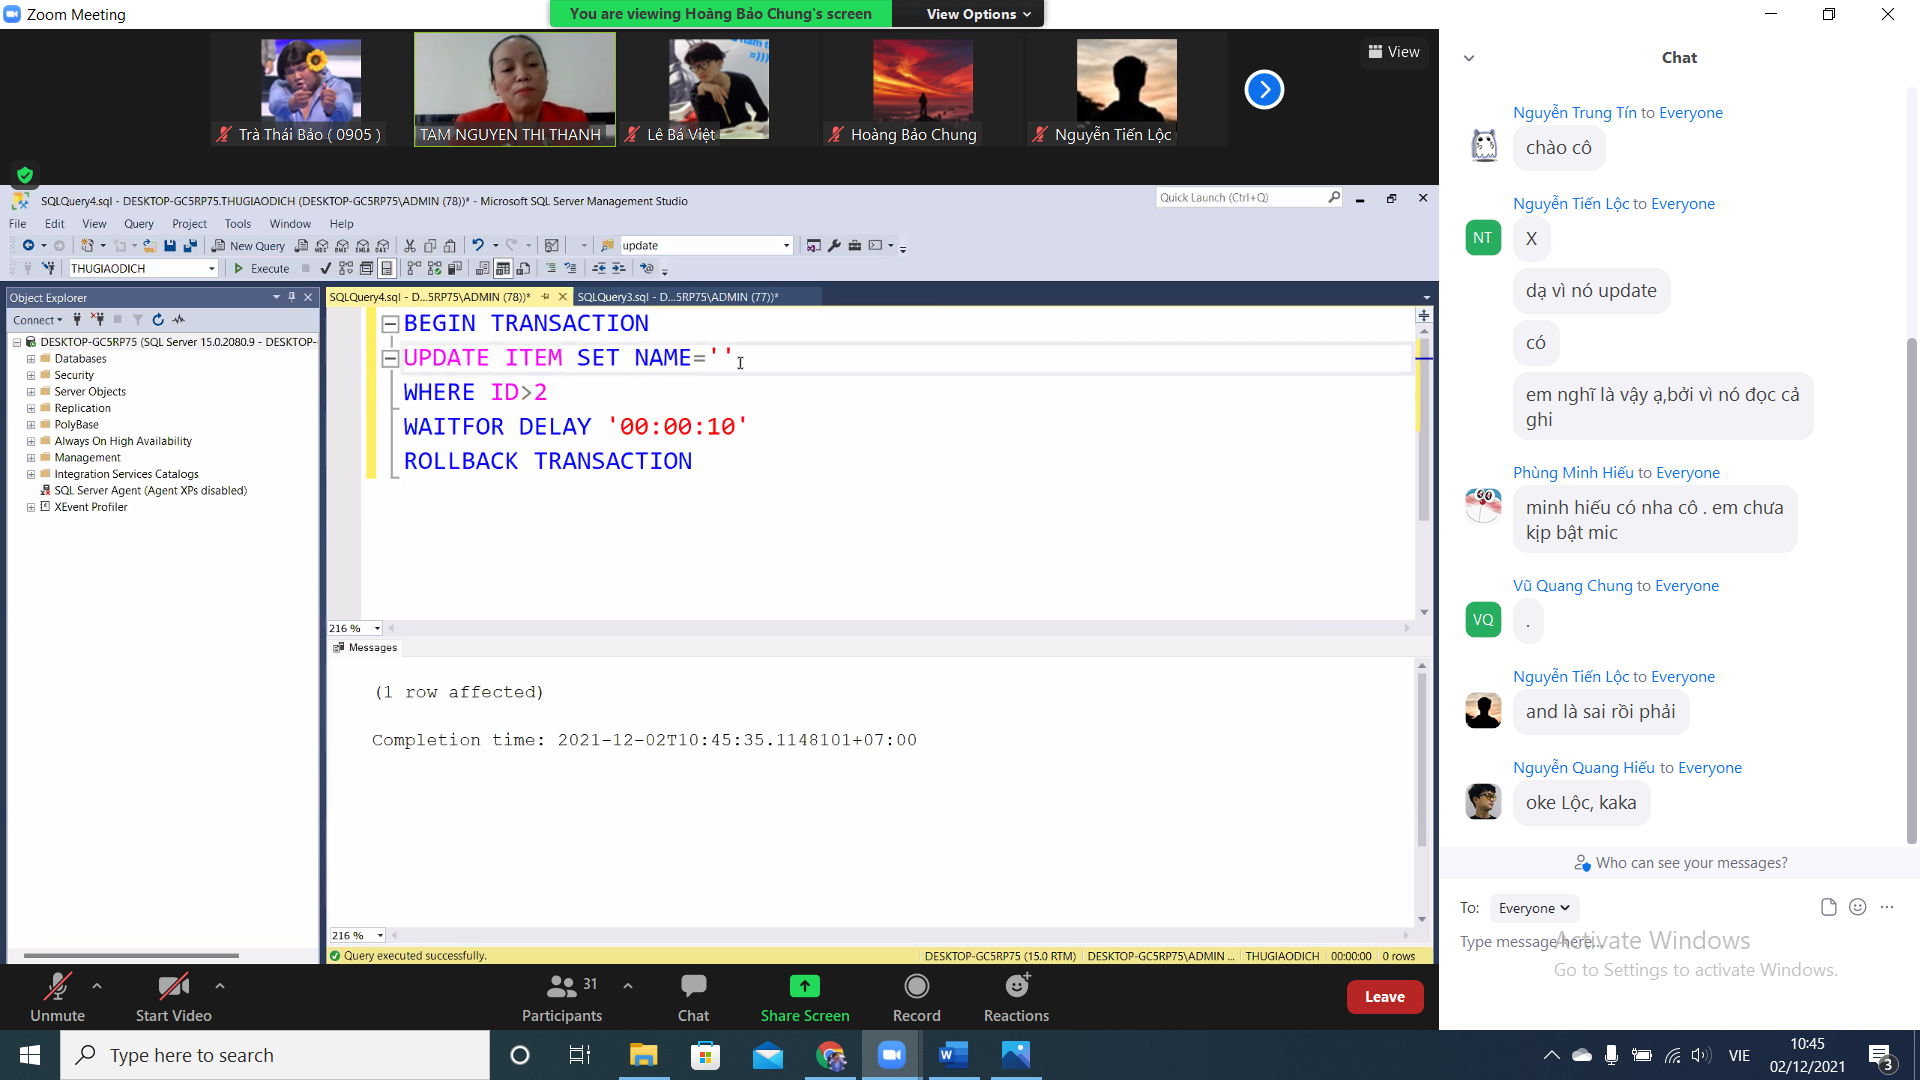 Zoom Meeting
You are viewing Hoàng Bảo Chung's screen
View Options
View
Trà Thái Bảo ( 0905 )
TAM NGUYEN THI THANH
Lê Bá Việt
Hoàng Bảo Chung
Nguyễn Tiến Lộc
SQLQuery4.sql - DESKTOP-GC5RP75.THUGIAODICH (DESKTOP-GC5RP75\ADMIN (78))* - Microsoft SQL Server Management Studio
Quick Launch (Ctrl+Q)
File Edit View Query Project Tools Window Help
New Query
update
THUGIAODICH
Execute
Object Explorer
Connect
DESKTOP-GC5RP75 (SQL Server 15.0.2080.9 - DESKTOP-
Databases
Security
Server Objects
Replication
PolyBase
Always On High Availability
Management
Integration Services Catalogs
SQL Server Agent (Agent XPs disabled)
XEvent Profiler
SQLQuery4.sql - D...5RP75\ADMIN (78))*
SQLQuery3.sql - D...5RP75\ADMIN (77))*
BEGIN TRANSACTION
UPDATE ITEM SET NAME=''
WHERE ID>2
WAITFOR DELAY '00:00:10'
ROLLBACK TRANSACTION
216 %
Messages
(1 row affected)
Completion time: 2021-12-02T10:45:35.1148101+07:00
216 %
Query executed successfully.
DESKTOP-GC5RP75 (15.0 RTM) DESKTOP-GC5RP75\ADMIN ... THUGIAODICH 00:00:00 0 rows
Chat
Nguyễn Trung Tín to Everyone
chào cô
Nguyễn Tiến Lộc to Everyone
NT
X
dạ vì nó update
có
em nghĩ là vậy ạ,bởi vì nó đọc cả
ghi
Phùng Minh Hiếu to Everyone
minh hiếu có nha cô . em chưa
kịp bật mic
Vũ Quang Chung to Everyone
VQ
.
Nguyễn Tiến Lộc to Everyone
and là sai rồi phải
Nguyễn Quang Hiếu to Everyone
oke Lộc, kaka
Who can see your messages?
To: Everyone
Type message here...
Activate Windows
Go to Settings to activate Windows.
Unmute
Start Video
31
Participants
Chat
Share Screen
Record
Reactions
Leave
Type here to search
VIE
10:45
02/12/2021
3